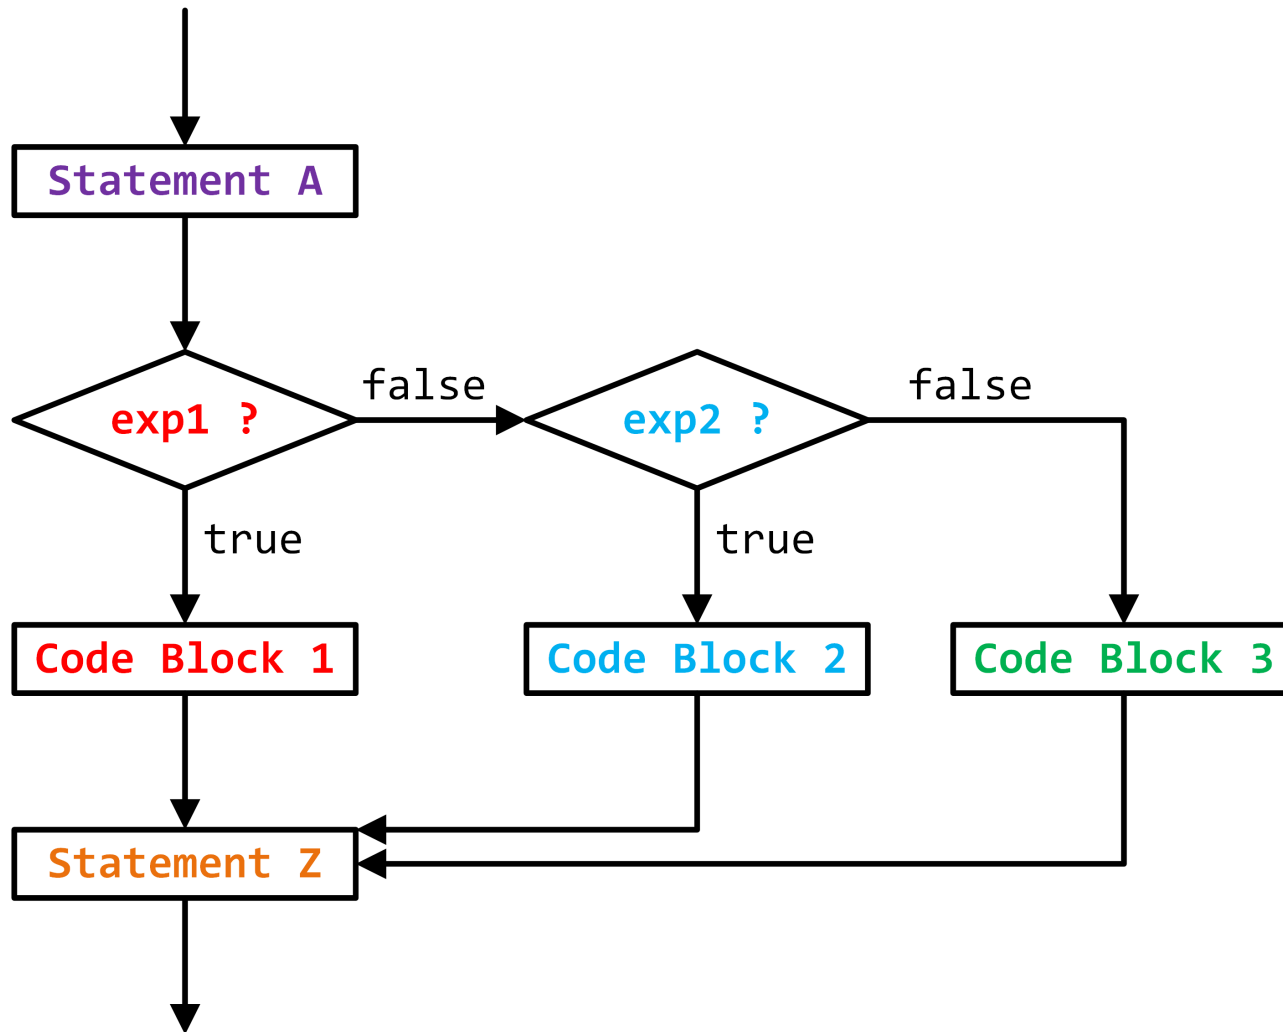 Statement A
exp1 ?
false
exp2 ?
false
true
true
Code Block 1
Code Block 2
Code Block 3
Statement Z